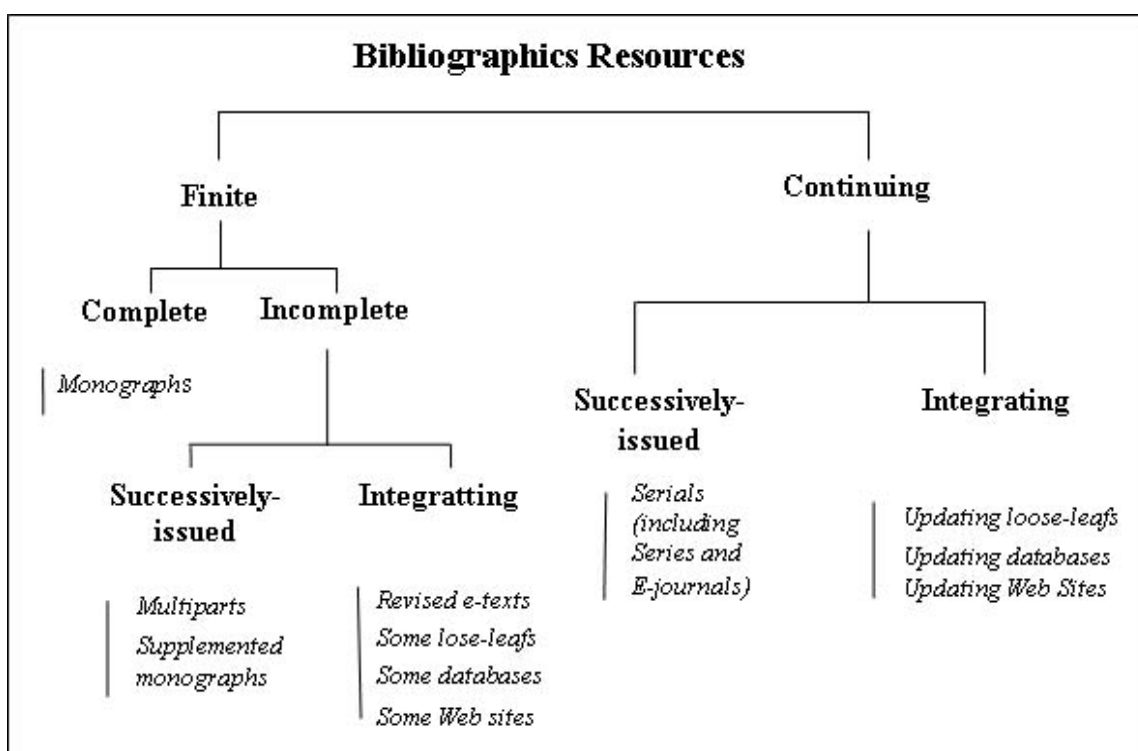 Bibliographics Resources
Finite
Continuing
Complete
Incomplete
Monographs
Successively-
issued
Integratting
Multiparts
Supplemented
monographs
Revised e-texts
Some lose-leafs
Some databases
Some Web sites
Successively-
issued
Integrating
Serials
(including
Series and
E-journals)
Updating loose-leafs
Updating databases
Updating Web Sites